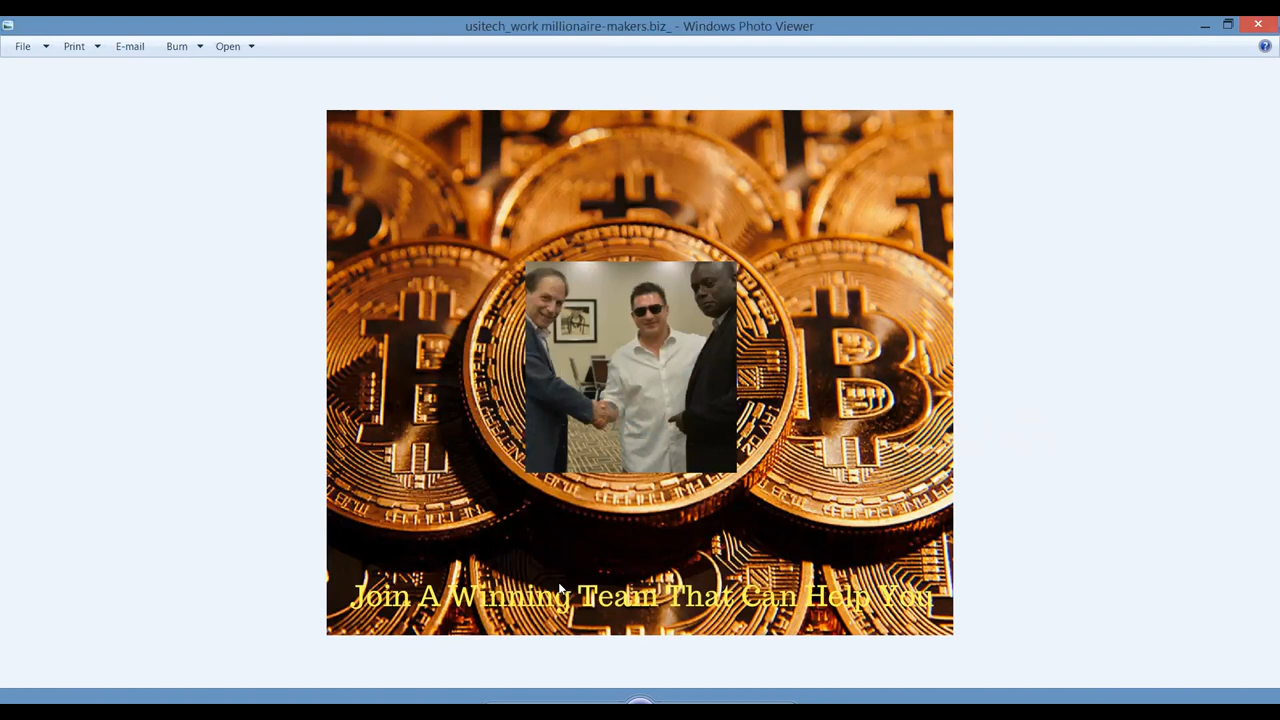 usitech_work millionaire-makers.biz_ - Windows Photo Viewer
File Print E-mail Burn Open
Join A Winning Team That Can Help You